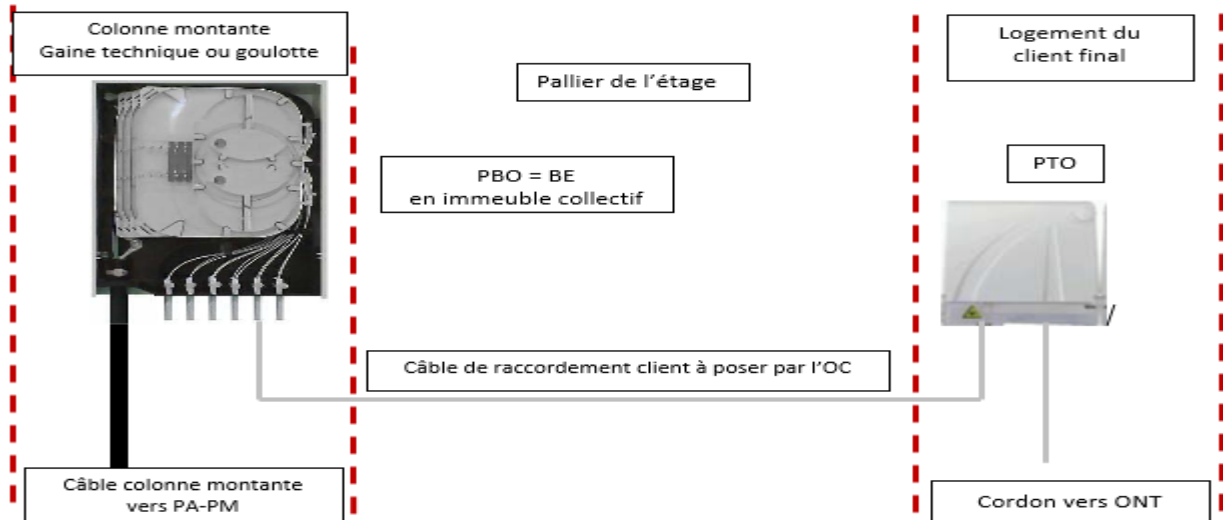 Colonne montante
Gaine technique ou goulotte
Pallier de l'étage
Logement du
client final
PBO = BE
en immeuble collectif
PTO
Câble de raccordement client à poser par l'OC
Câble colonne montante
vers PA-PM
Cordon vers ONT